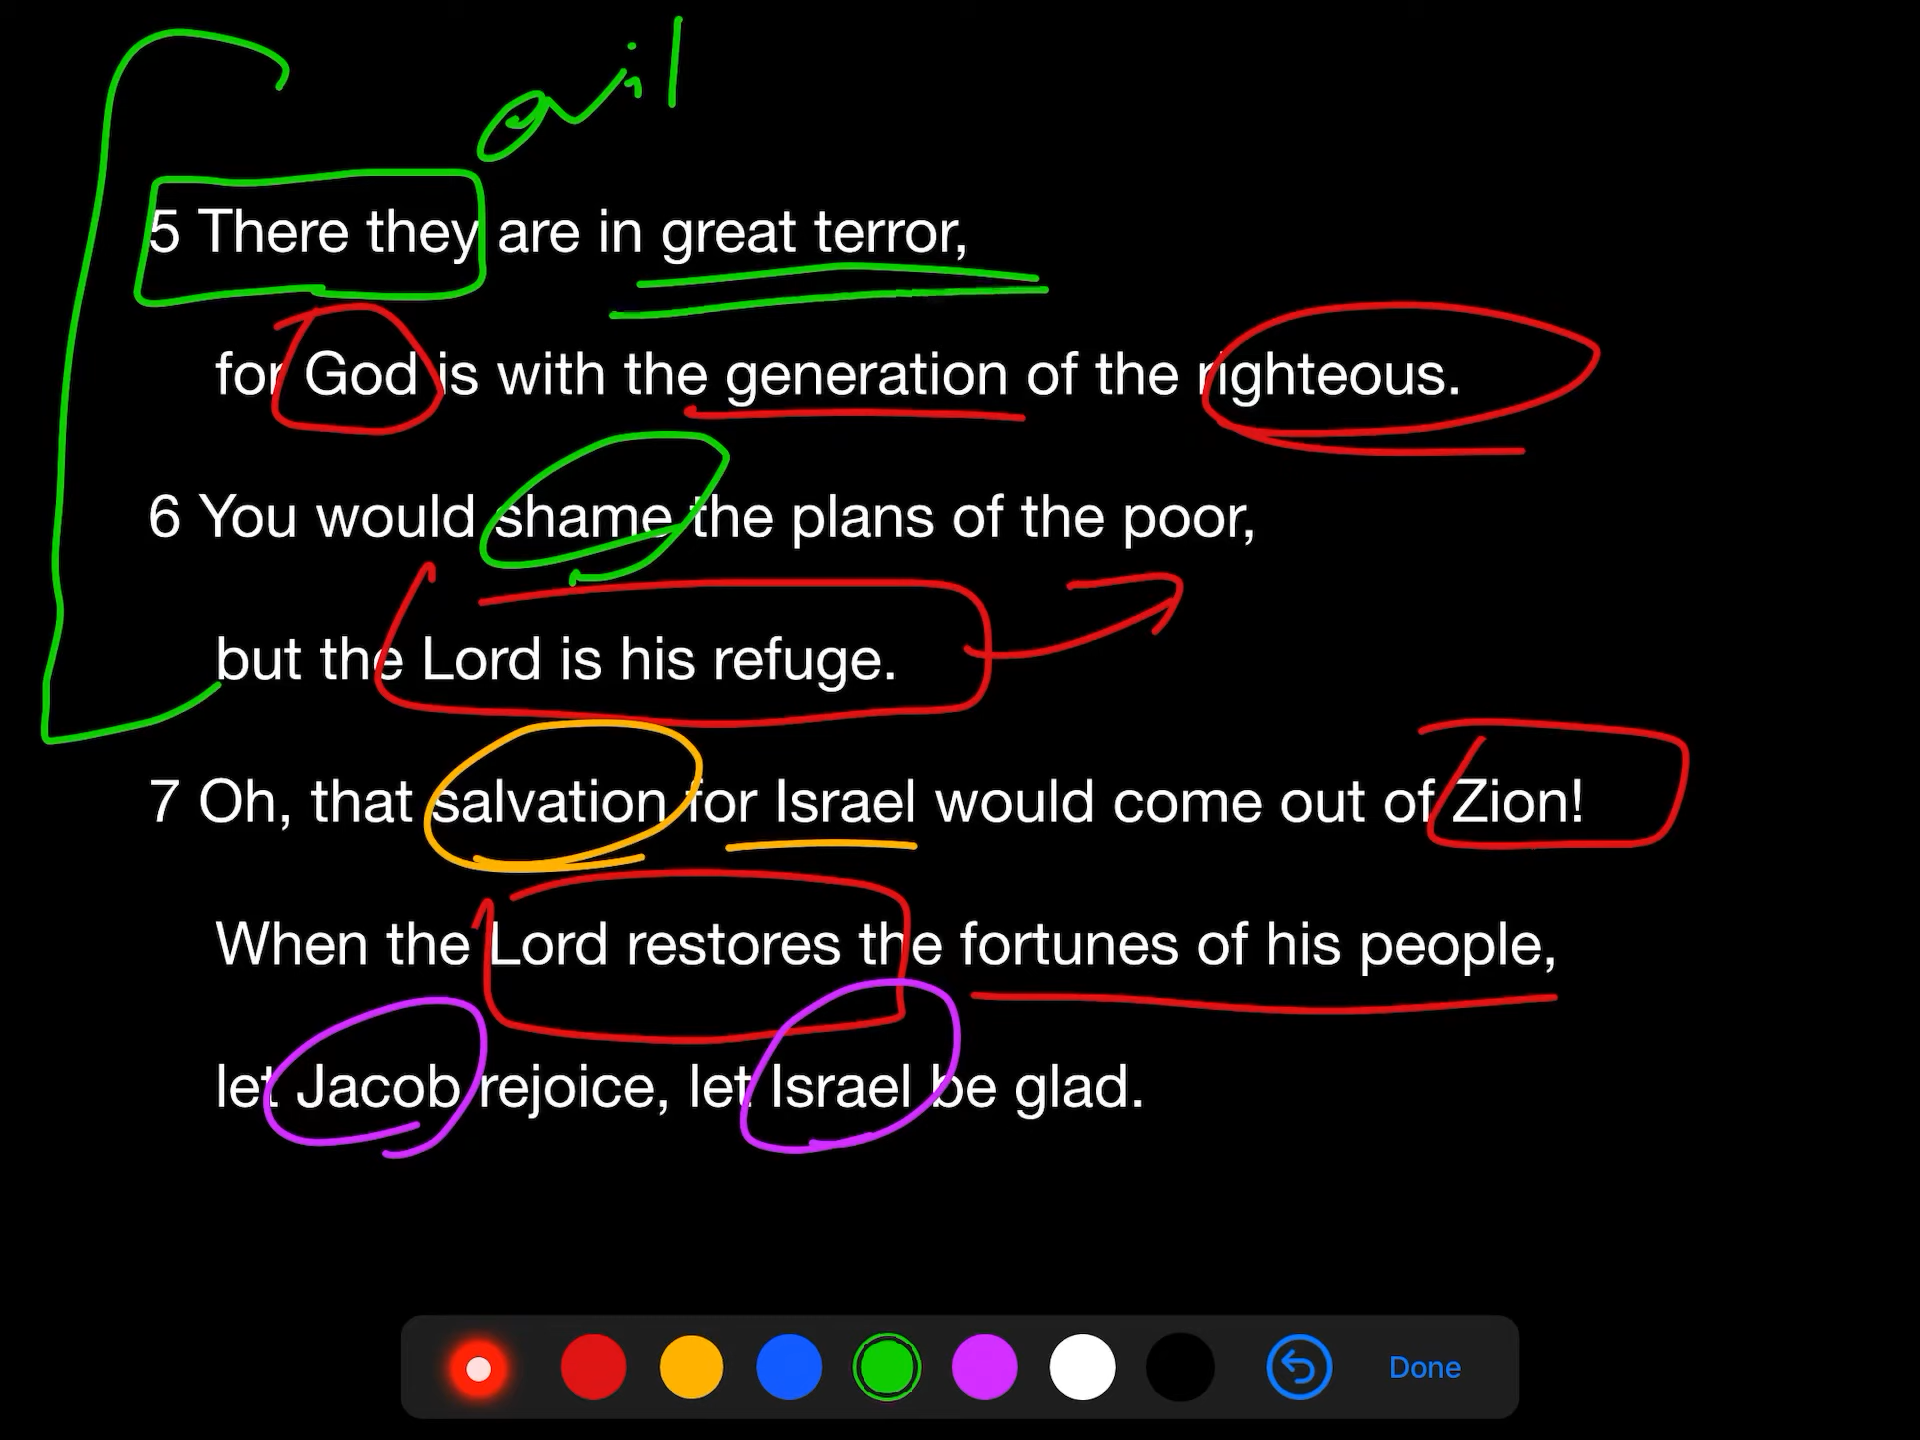 evil
5 There they are in great terror,
for God is with the generation of the righteous.
6 You would shame the plans of the poor,
but the Lord is his refuge.
7 Oh, that salvation for Israel would come out of Zion!
When the Lord restores the fortunes of his people,
let Jacob rejoice, let Israel be glad.
Done